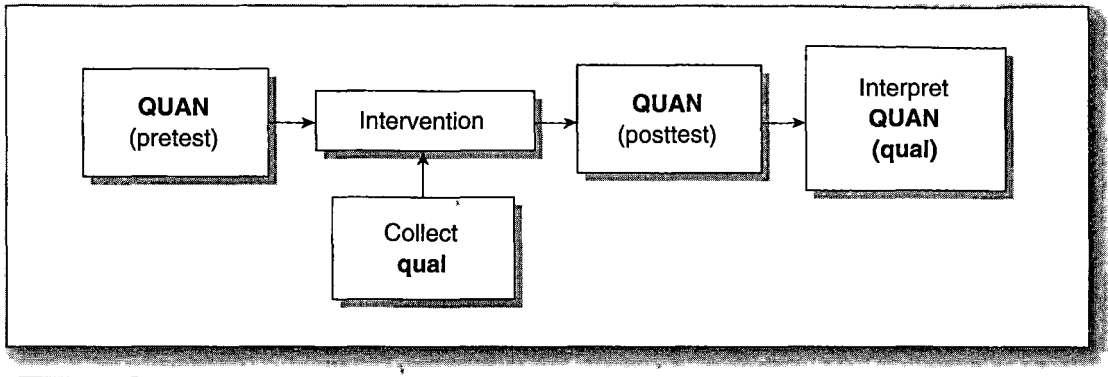 QUAN
(pretest)
Intervention
QUAN
(posttest)
Interpret
QUAN
(qual)
Collect
qual